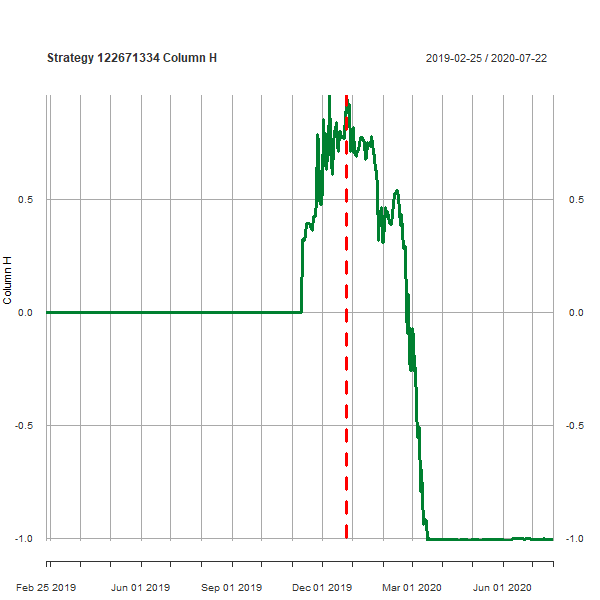 Strategy 122671334 Column H
2019-02-25 / 2020-07-22
Column H
0.5
0.5
0.0
0.0
-0.5
-0.5
-1.0
-1.0
Feb 25 2019
Jun 01 2019
Sep 01 2019
Dec 01 2019
Mar 01 2020
Jun 01 2020